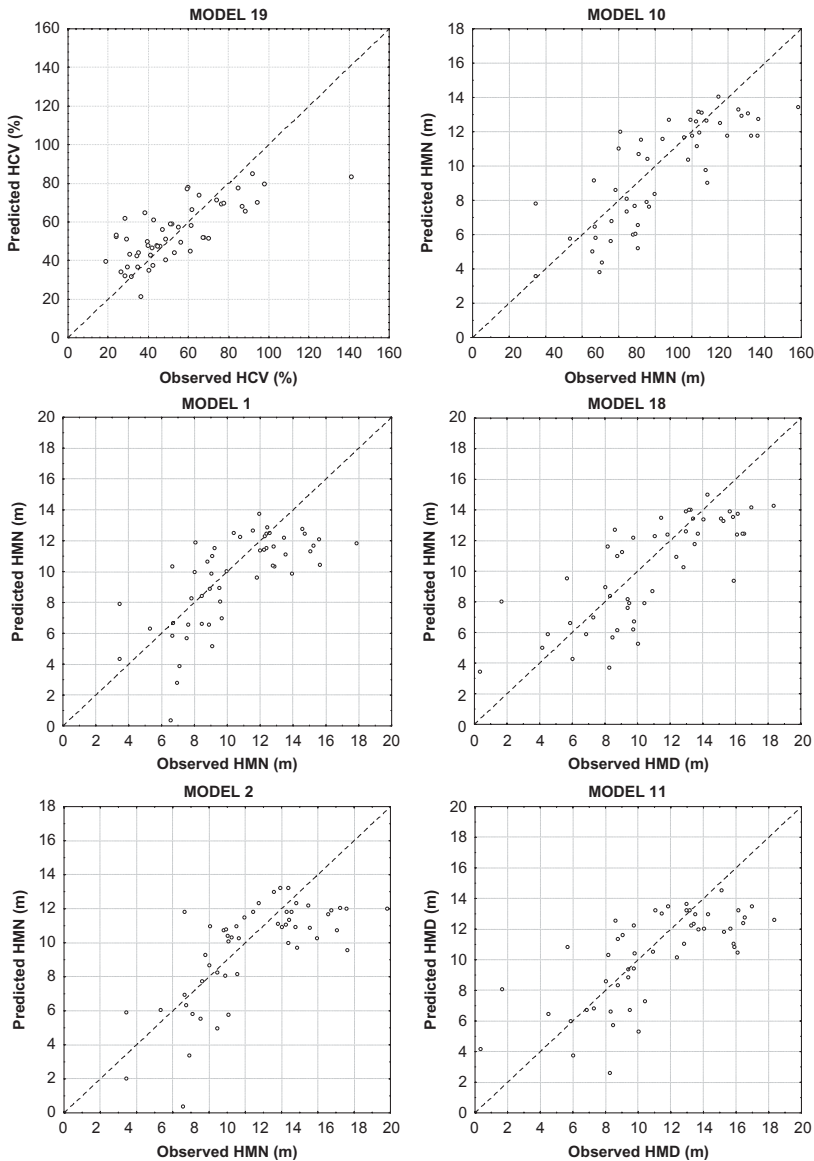 MODEL 19
160
140
120
100
80
60
40
20
0
Predicted HCV (%)
0 20 40 60 80 100 120 140 160
Observed HCV (%)
MODEL 10
18
16
14
12
10
8
6
4
2
0
Predicted HMN (m)
0 20 40 60 80 100 120 140 160
Observed HMN (m)
MODEL 1
20
18
16
14
12
10
8
6
4
2
0
Predicted HMN (m)
0 2 4 6 8 10 12 14 16 18 20
Observed HMN (m)
MODEL 18
20
18
16
14
12
10
8
6
4
2
0
Predicted HMN (m)
0 2 4 6 8 10 12 14 16 18 20
Observed HMD (m)
MODEL 2
18
16
14
12
10
8
6
4
2
0
Predicted HMN (m)
0 2 4 6 8 10 12 14 16 18 20
Observed HMN (m)
MODEL 11
20
18
16
14
12
10
8
6
4
2
0
Predicted HMD (m)
0 2 4 6 8 10 12 14 16 18 20
Observed HMD (m)